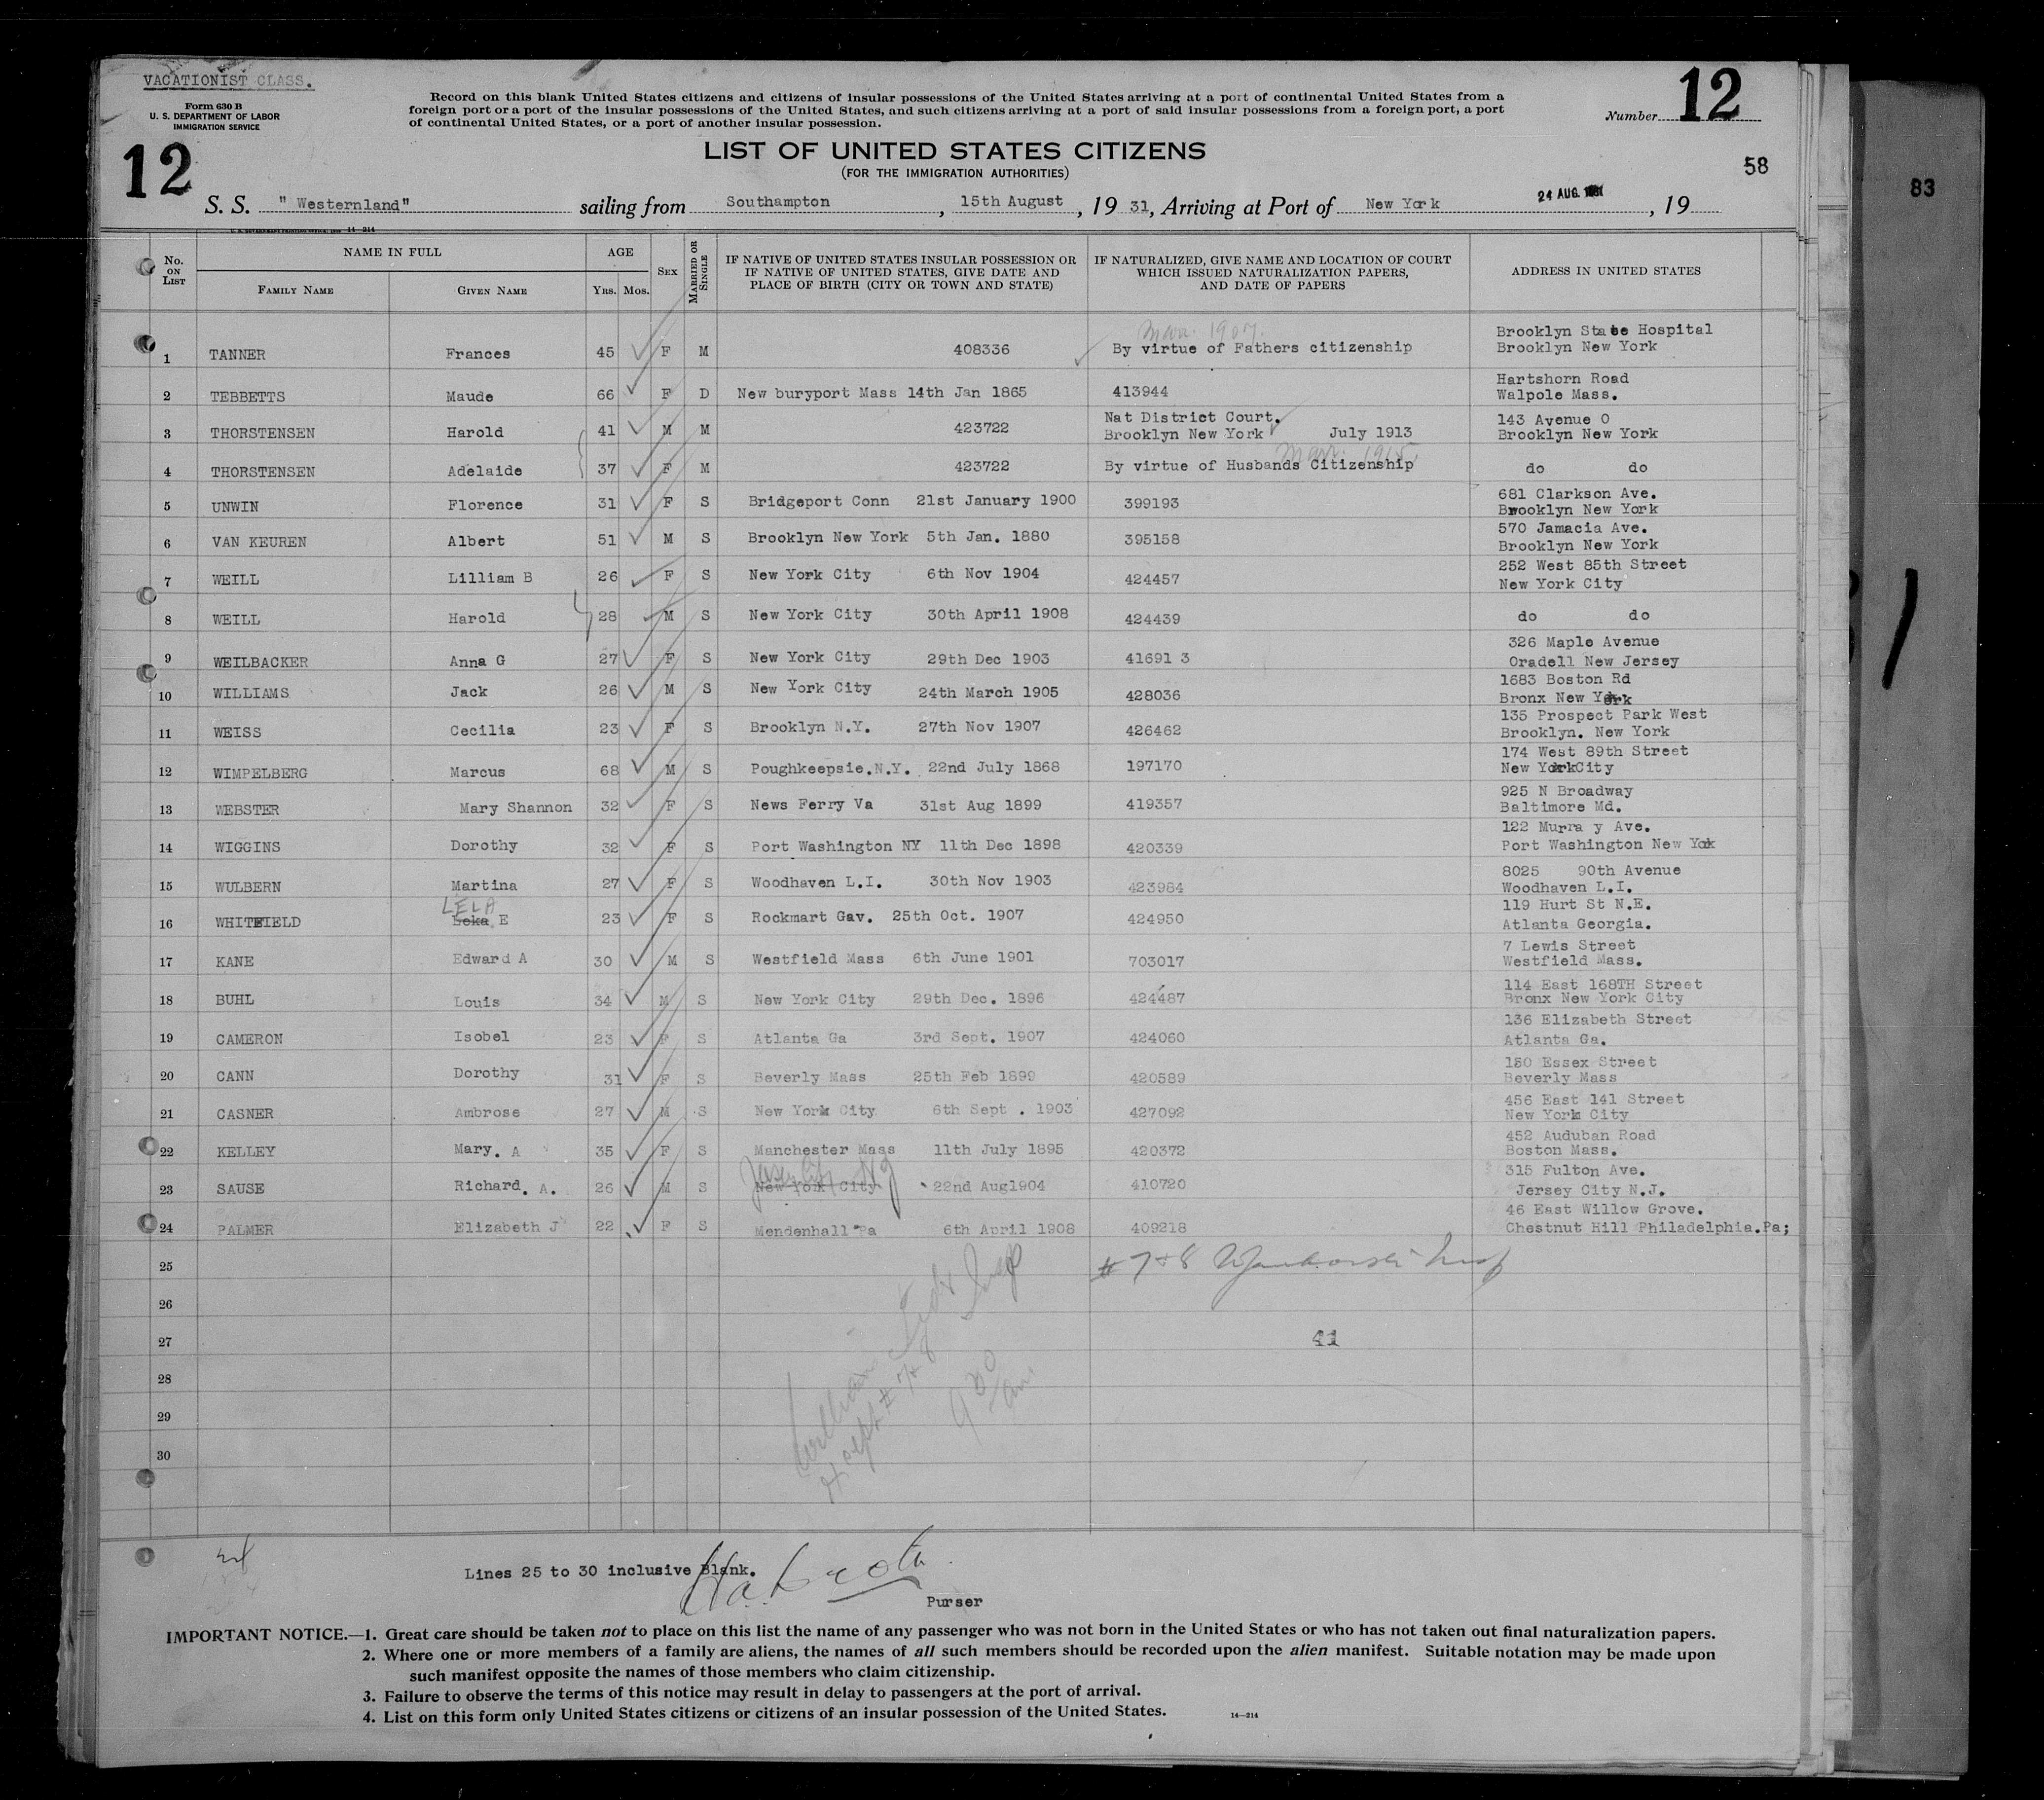 VACATIONIST CLASS.
Form 630 B
U. S. DEPARTMENT OF LABOR
IMMIGRATION SERVICE
Record on this blank United States citizens and citizens of insular possessions of the United States arriving at a port of continental United States from a
foreign port or a port of the insular possessions of the United States, and such citizens arriving at a port of said insular possessions from a foreign port, a port
of continental United States, or a port of another insular possession.
Number 12
12
LIST OF UNITED STATES CITIZENS
(FOR THE IMMIGRATION AUTHORITIES)
58
83
S. S. "Westernland" sailing from Southampton, 15th August, 19 31, Arriving at Port of New York 24 AUG. 1931, 19
No. ON LIST NAME IN FULL FAMILY NAME GIVEN NAME AGE YRS. MOS. SEX MARRIED OR SINGLE IF NATIVE OF UNITED STATES INSULAR POSSESSION OR IF NATIVE OF UNITED STATES, GIVE DATE AND PLACE OF BIRTH (CITY OR TOWN AND STATE) IF NATURALIZED, GIVE NAME AND LOCATION OF COURT WHICH ISSUED NATURALIZATION PAPERS, AND DATE OF PAPERS ADDRESS IN UNITED STATES
1 TANNER Frances 45 F M 408336 Mar. 1907. By virtue of Fathers citizenship Brooklyn State Hospital Brooklyn New York
2 TEBBETTS Maude 66 F D New buryport Mass 14th Jan 1865 413944 Hartshorn Road Walpole Mass.
3 THORSTENSEN Harold 41 M M 423722 Nat District Court. Brooklyn New York July 1913 143 Avenue O Brooklyn New York
4 THORSTENSEN Adelaide 37 F M 423722 Mar. 1915. By virtue of Husbands Citizenship do do
5 UNWIN Florence 31 F S Bridgeport Conn 21st January 1900 399193 681 Clarkson Ave. Brooklyn New York
6 VAN KEUREN Albert 51 M S Brooklyn New York 5th Jan. 1880 395158 570 Jamacia Ave. Brooklyn New York
7 WEILL Lilliam B 26 F S New York City 6th Nov 1904 424457 252 West 85th Street New York City
8 WEILL Harold 28 M S New York City 30th April 1908 424439 do do
9 WEILBACKER Anna G 27 F S New York City 29th Dec 1903 41691 3 326 Maple Avenue Oradell New Jersey
10 WILLIAMS Jack 26 M S New York City 24th March 1905 428036 1683 Boston Rd Bronx New York
11 WEISS Cecilia 23 F S Brooklyn N.Y. 27th Nov 1907 426462 135 Prospect Park West Brooklyn. New York
12 WIMPELBERG Marcus 68 M S Poughkeepsie.N.Y. 22nd July 1868 197170 174 West 89th Street New YorkCity
13 WEBSTER Mary Shannon 32 F S News Ferry Va 31st Aug 1899 419357 925 N Broadway Baltimore Md.
14 WIGGINS Dorothy 32 F S Port Washington NY 11th Dec 1898 420339 122 Murra y Ave. Port Washington New Yok
15 WULBERN Martina 27 F S Woodhaven L.I. 30th Nov 1903 423984 8025 90th Avenue Woodhaven L.I.
16 WHITEFIELD LELA Leka E 23 F S Rockmart Gav. 25th Oct. 1907 424950 119 Hurt St N.E. Atlanta Georgia.
17 KANE Edward A 30 M S Westfield Mass 6th June 1901 703017 7 Lewis Street Westfield Mass.
18 BUHL Louis 34 M S New York City 29th Dec. 1896 424487 114 East 168TH Street Bronx New York City
19 CAMERON Isobel 23 F S Atlanta Ga 3rd Sept. 1907 424060 136 Elizabeth Street Atlanta Ga.
20 CANN Dorothy 31 F S Beverly Mass 25th Feb 1899 420589 150 Essex Street Beverly Mass
21 CASNER Ambrose 27 M S New York City 6th Sept . 1903 427092 456 East 141 Street New York City
22 KELLEY Mary. A 35 F S Manchester Mass 11th July 1895 420372 452 Auduban Road Boston Mass.
23 SAUSE Richard. A. 26 M S Jersey City NJ New York City 22nd Aug1904 410720 315 Fulton Ave. Jersey City N.J.
24 PALMER Elizabeth J 22 F S Mendenhall Pa 6th April 1908 409218 46 East Willow Grove. Chestnut Hill Philadelphia.Pa;
25 # 7+8
26
27 41
28
29
30
except # 7+8
9 30 am
Lines 25 to 30 inclusive Blank.
Purser
IMPORTANT NOTICE.—1. Great care should be taken not to place on this list the name of any passenger who was not born in the United States or who has not taken out final naturalization papers.
2. Where one or more members of a family are aliens, the names of all such members should be recorded upon the alien manifest. Suitable notation may be made upon
such manifest opposite the names of those members who claim citizenship.
3. Failure to observe the terms of this notice may result in delay to passengers at the port of arrival.
4. List on this form only United States citizens or citizens of an insular possession of the United States.
14—214